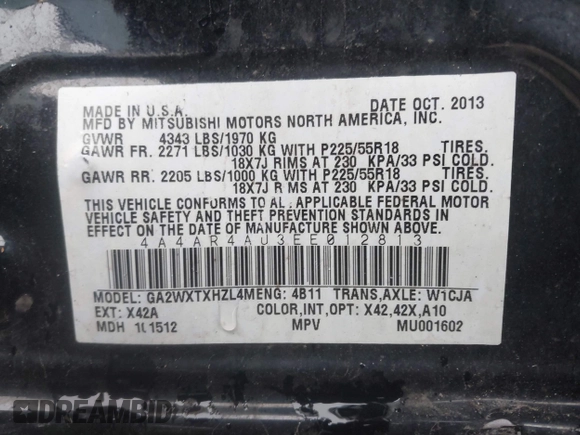 MADE IN U.S.A. DATE OCT. 2013
MFD BY MITSUBISHI MOTORS NORTH AMERICA, INC.
GVWR 4343 LBS/1970 KG
GAWR FR. 2271 LBS/1030 KG WITH P225/55R18 TIRES.
18X7J RIMS AT 230 KPA/33 PSI COLD.
GAWR RR. 2205 LBS/1000 KG WITH P225/55R18 TIRES.
18X7J R MS AT 230 KPA/33 PSI COLD.
THIS VEHICLE CONFORMS TO AL. APPLICABLE FEDERAL MOTOR
VEHICLE SAFETY AND THEFT PREVENTION STANDARDS IN
EFFECT ON THE DATE OF MANUFACTURE SHOWN ABOVE.
4A4AR4AU3EE012813
MODEL: GA2WXTXHZL4MENG: 4B11 TRANS,AXLE: W1CJA
EXT: X42A COLOR,INT,OPT: X42,42X,A10
MDH 101512 MPV MU001602
DREAMBID